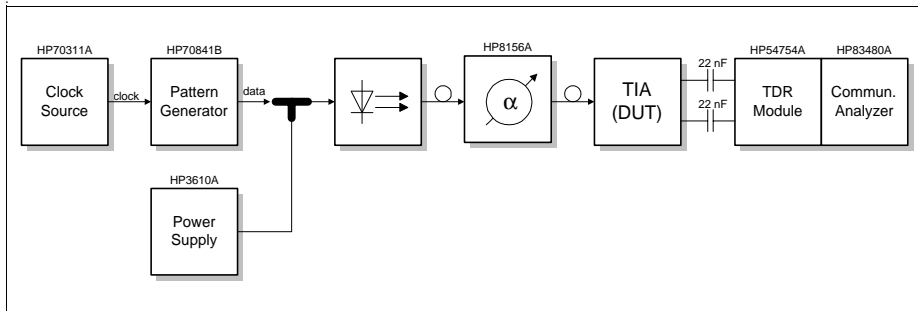 HP70311A
Clock
Source
clock
HP70841B
Pattern
Generator
data
HP3610A
Power
Supply
HP8156A
α
TIA
(DUT)
22 nF
22 nF
HP54754A
TDR
Module
HP83480A
Commun.
Analyzer